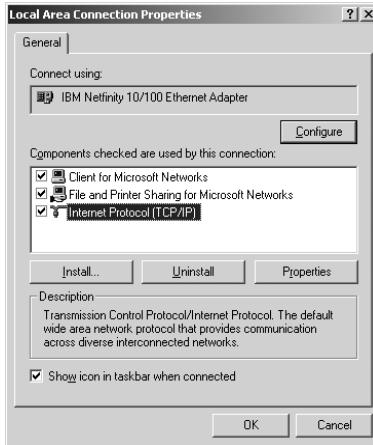 Local Area Connection Properties
General
Connect using:
IBM Netfinity 10/100 Ethernet Adapter
Configure
Components checked are used by this connection:
Client for Microsoft Networks
File and Printer Sharing for Microsoft Networks
Internet Protocol (TCP/IP)
Install... Uninstall Properties
Description
Transmission Control Protocol/Internet Protocol. The default
wide area network protocol that provides communication
across diverse interconnected networks.
Show icon in taskbar when connected
OK Cancel